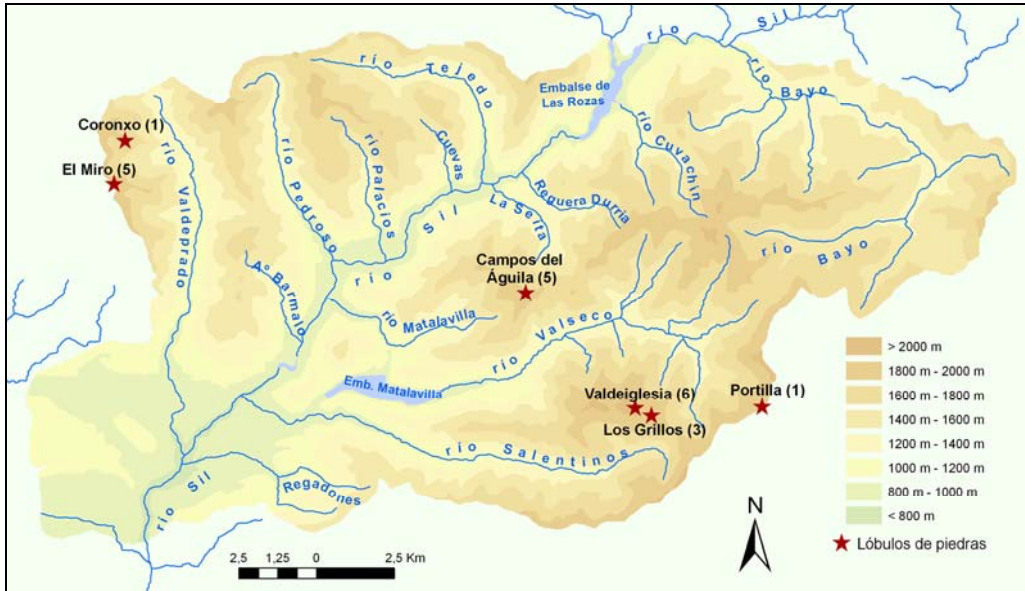 río Sil
río Bayo
río Tejedo
Embalse de
Las Rozas
Coronxo (1)
El Miro (5)
río Valdeprado
río Pedroso
río Palacios
Cuevas
río Cuvachin
Reguera Durria
La Seita
río Sil
Campos del
Águila (5)
río Bayo
Aº Barmalo
río Matalavilla
río Valseco
Emb. Matalavilla
Valdeiglesia (6)
Los Grillos (3)
Portilla (1)
río Salentinos
río Sil
Regadones
> 2000 m
1800 m - 2000 m
1600 m - 1800 m
1400 m - 1600 m
1200 m - 1400 m
1000 m - 1200 m
800 m - 1000 m
< 800 m
Lóbulos de piedras
N
2,5 1,25 0 2,5 Km